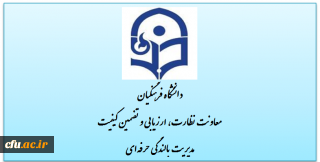 دانشگاه فرهنگیان
معاونت نظارت، ارزیابی و تضمین کیفیت
مدیریت بالندگی حرفه‌ای
cfu.ac.ir